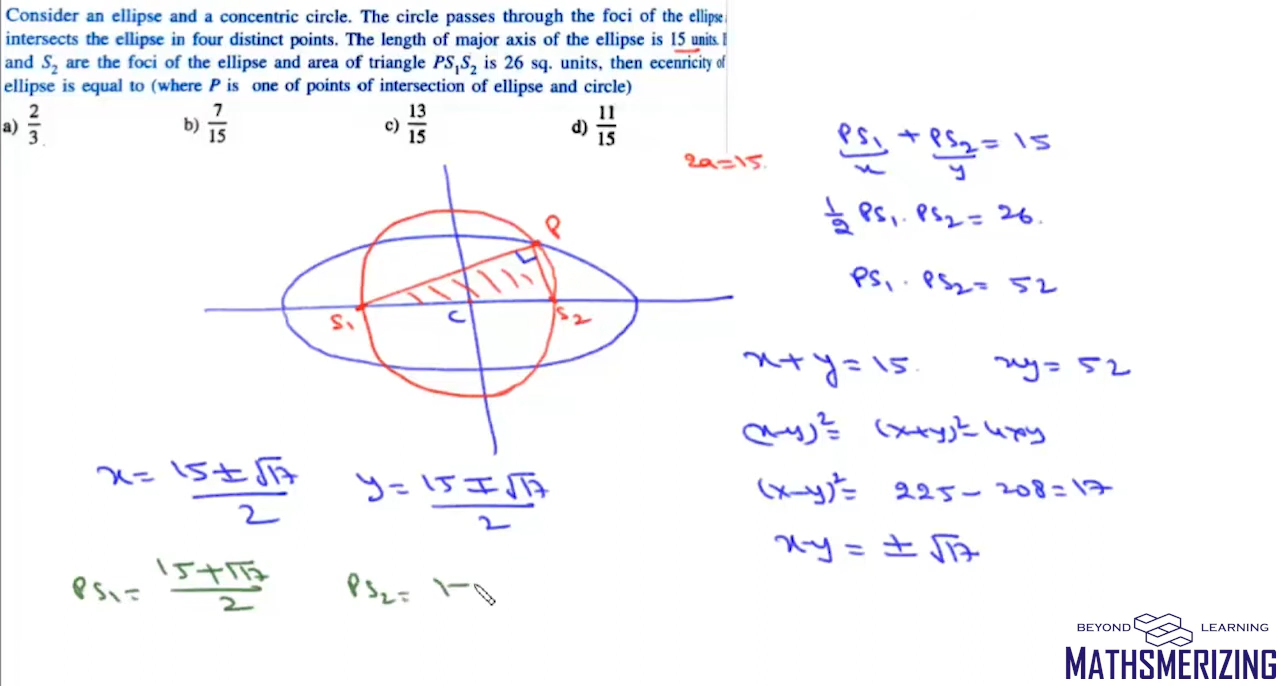 Consider an ellipse and a concentric circle. The circle passes through the foci of the ellipse
intersects the ellipse in four distinct points. The length of major axis of the ellipse is 15 units.
and S₂ are the foci of the ellipse and area of triangle PS₁S₂ is 26 sq. units, then ecenricity of
ellipse is equal to (where P is one of points of intersection of ellipse and circle)
a) 2/3 b) 7/15 c) 13/15 d) 11/15
2a=15.
PS₁ + PS₂ = 15
x y
1/2 PS₁. PS₂ = 26.
PS₁ . PS₂ = 52
P
S₁ C S₂
x+y=15. xy= 52
(x-y)²= (x+y)²-4xy
(x-y)²= 225- 208=17
x-y = ± √17
x= 15±√17/2 y= 15∓√17/2
PS₁= 15+√17/2 PS₂= 1
BEYOND LEARNING
MATHSMERIZING